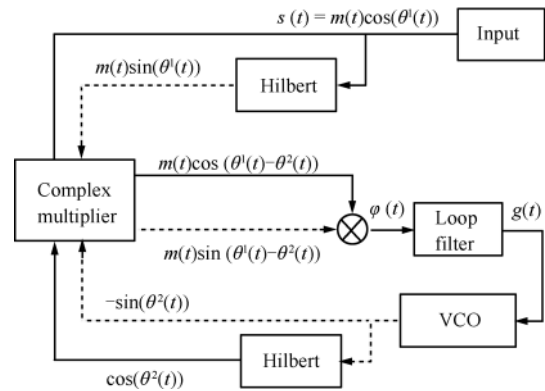 s (t) = m(t)cos(θ¹(t))
Input
m(t)sin(θ¹(t))
Hilbert
m(t)cos (θ¹(t)−θ²(t))
Complex
multiplier
φ (t)
Loop
filter
g(t)
m(t)sin (θ¹(t)−θ²(t))
−sin(θ²(t))
VCO
Hilbert
cos(θ²(t))